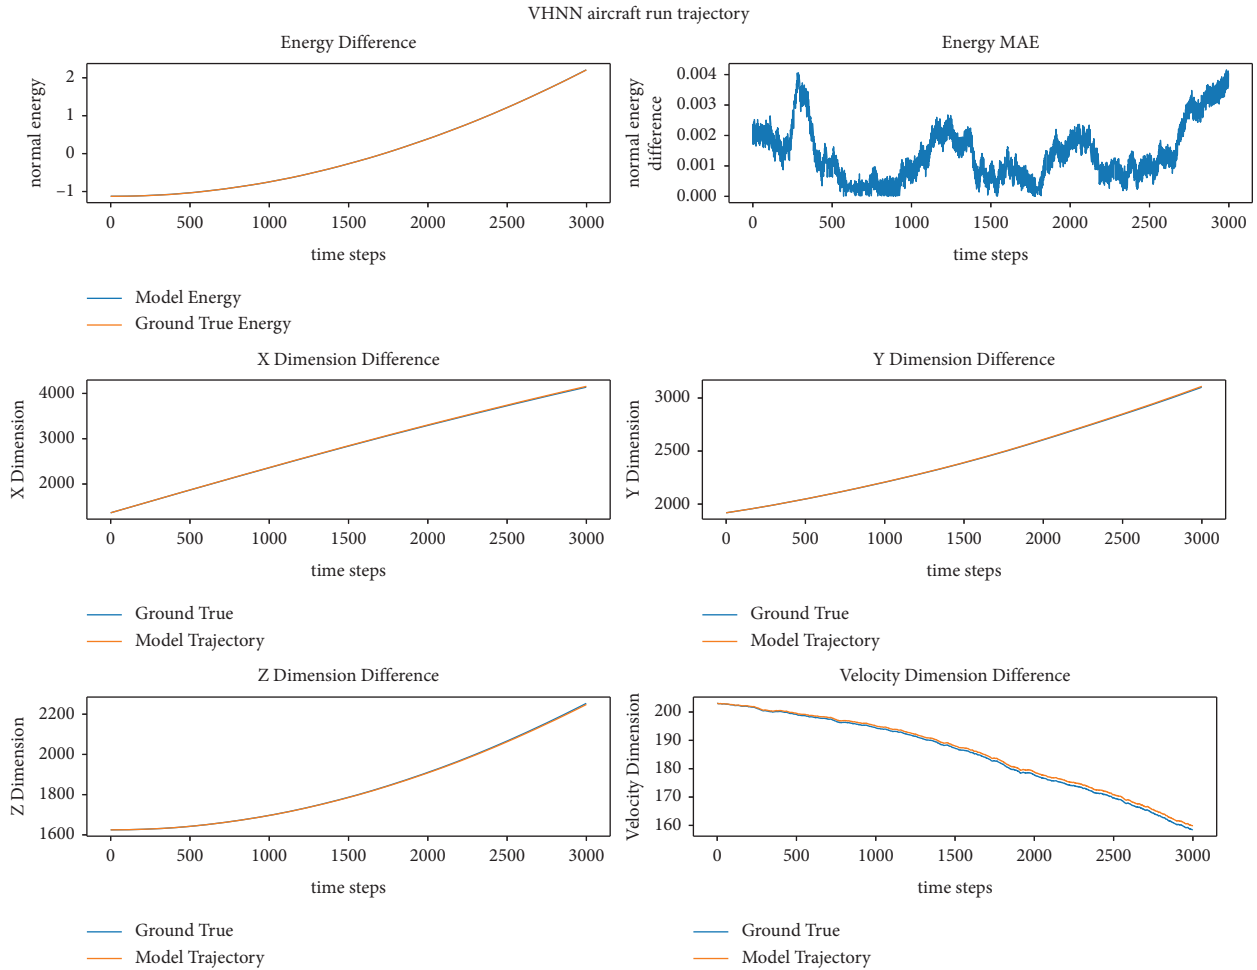 VHNN aircraft run trajectory
Energy Difference
normal energy
2
1
0
–1
0 500 1000 1500 2000 2500 3000
time steps
Model Energy
Ground True Energy
Energy MAE
normal energy
difference
0.004
0.003
0.002
0.001
0.000
0 500 1000 1500 2000 2500 3000
time steps
X Dimension Difference
X Dimension
4000
3000
2000
0 500 1000 1500 2000 2500 3000
time steps
Ground True
Model Trajectory
Y Dimension Difference
Y Dimension
3000
2500
2000
0 500 1000 1500 2000 2500 3000
time steps
Ground True
Model Trajectory
Z Dimension Difference
Z Dimension
2200
2000
1800
1600
0 500 1000 1500 2000 2500 3000
time steps
Ground True
Model Trajectory
Velocity Dimension Difference
Velocity Dimension
200
190
180
170
160
0 500 1000 1500 2000 2500 3000
time steps
Ground True
Model Trajectory